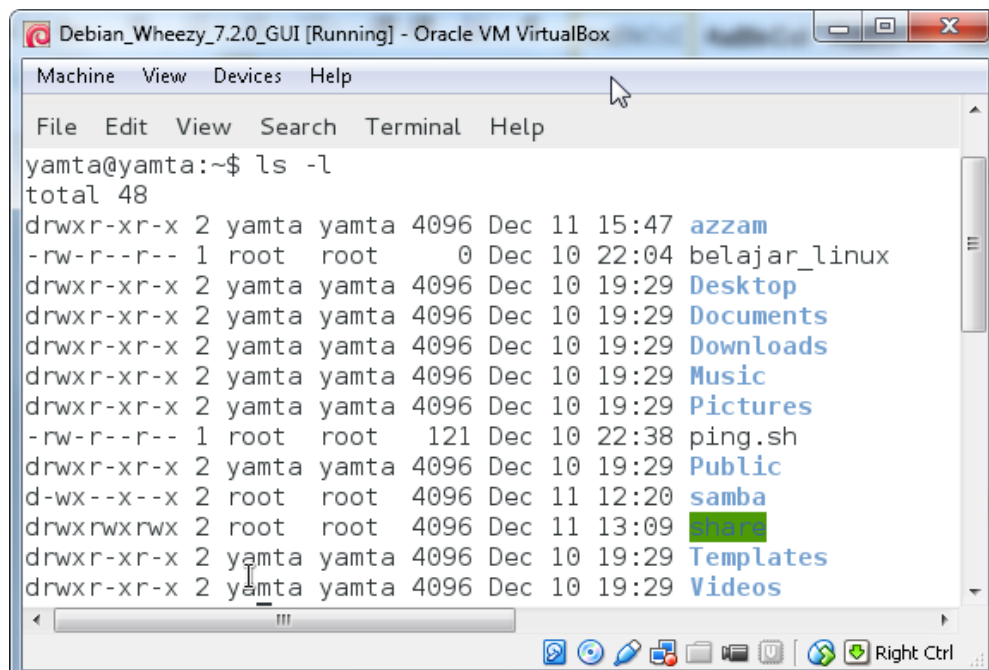 Debian_Wheezy_7.2.0_GUI [Running] - Oracle VM VirtualBox
Machine View Devices Help
File Edit View Search Terminal Help
yamta@yamta:~$ ls -l
total 48
drwxr-xr-x 2 yamta yamta 4096 Dec 11 15:47 azzam
-rw-r--r-- 1 root root 0 Dec 10 22:04 belajar_linux
drwxr-xr-x 2 yamta yamta 4096 Dec 10 19:29 Desktop
drwxr-xr-x 2 yamta yamta 4096 Dec 10 19:29 Documents
drwxr-xr-x 2 yamta yamta 4096 Dec 10 19:29 Downloads
drwxr-xr-x 2 yamta yamta 4096 Dec 10 19:29 Music
drwxr-xr-x 2 yamta yamta 4096 Dec 10 19:29 Pictures
-rw-r--r-- 1 root root 121 Dec 10 22:38 ping.sh
drwxr-xr-x 2 yamta yamta 4096 Dec 10 19:29 Public
d-wx--x--x 2 root root 4096 Dec 11 12:20 samba
drwxrwxrwx 2 root root 4096 Dec 11 13:09 share
drwxr-xr-x 2 yamta yamta 4096 Dec 10 19:29 Templates
drwxr-xr-x 2 yamta yamta 4096 Dec 10 19:29 Videos
Right Ctrl